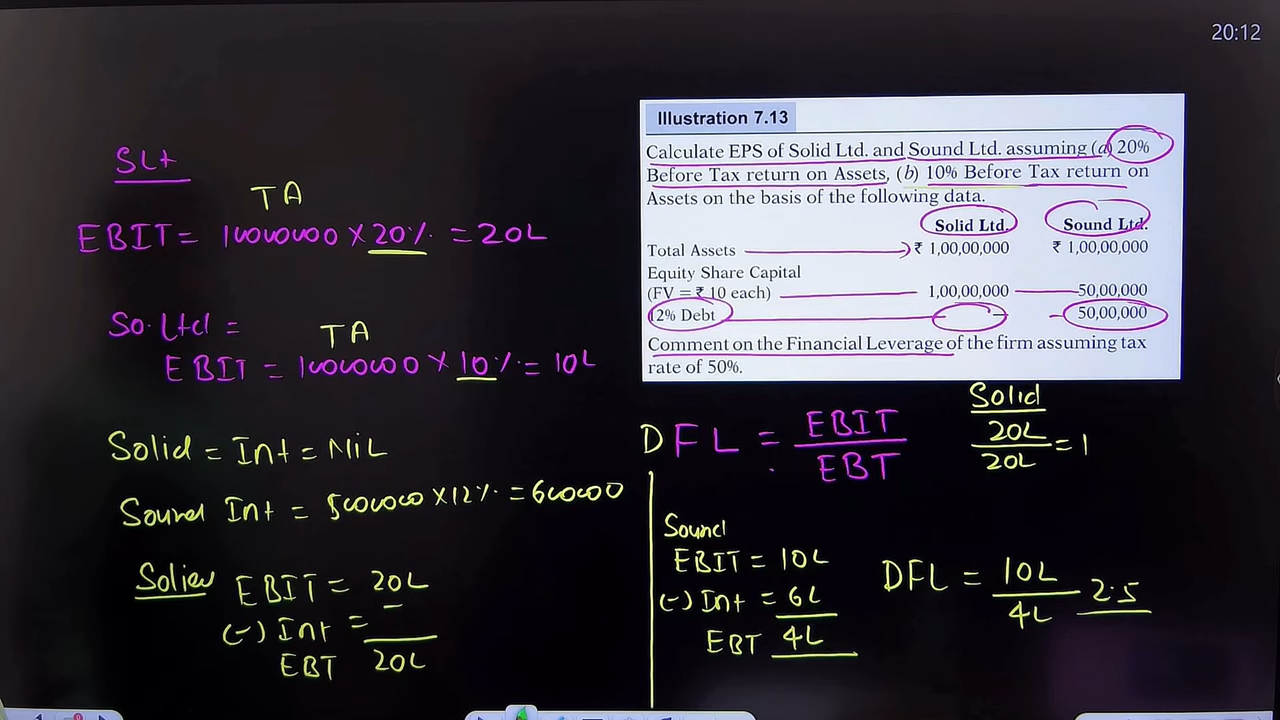 20:12
Illustration 7.13
Calculate EPS of Solid Ltd. and Sound Ltd. assuming (a) 20%
Before Tax return on Assets, (b) 10% Before Tax return on
Assets on the basis of the following data.
Solid Ltd. Sound Ltd.
Total Assets ₹ 1,00,00,000 ₹ 1,00,00,000
Equity Share Capital
(FV = ₹ 10 each) 1,00,00,000 50,00,000
12% Debt – 50,00,000
Comment on the Financial Leverage of the firm assuming tax
rate of 50%.
SLt
TA
EBIT = 10000000 × 20% = 20L
So. Ltd =
TA
EBIT = 10000000 × 10% = 10L
Solid = Int = NiL
Sound Int = 5000000 × 12% = 600000
EBIT = 20L
(-) Int = –
EBT 20L
DFL = EBIT
EBT
Solid
20L
20L = 1
Sound
EBIT = 10L
(-) Int = 6L
EBT 4L
DFL = 10L
4L 2.5